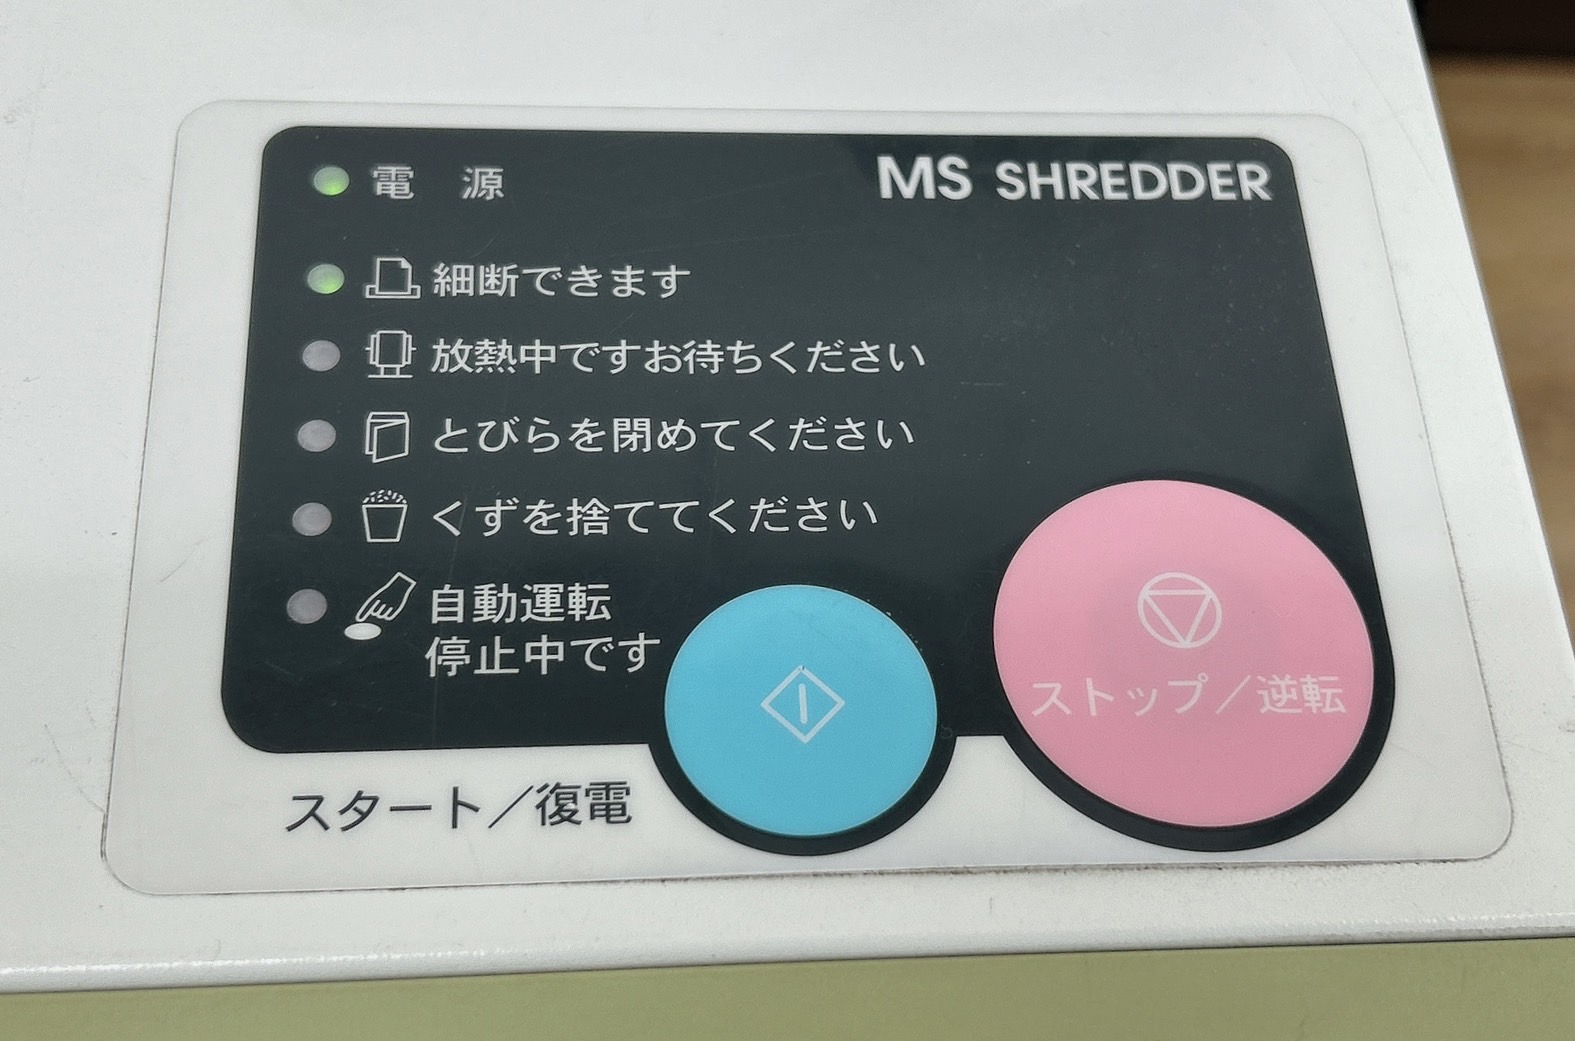 電 源
MS SHREDDER
細断できます
放熱中ですお待ちください
とびらを閉めてください
くずを捨ててください
自動運転
停止中です
ストップ／逆転
スタート／復電